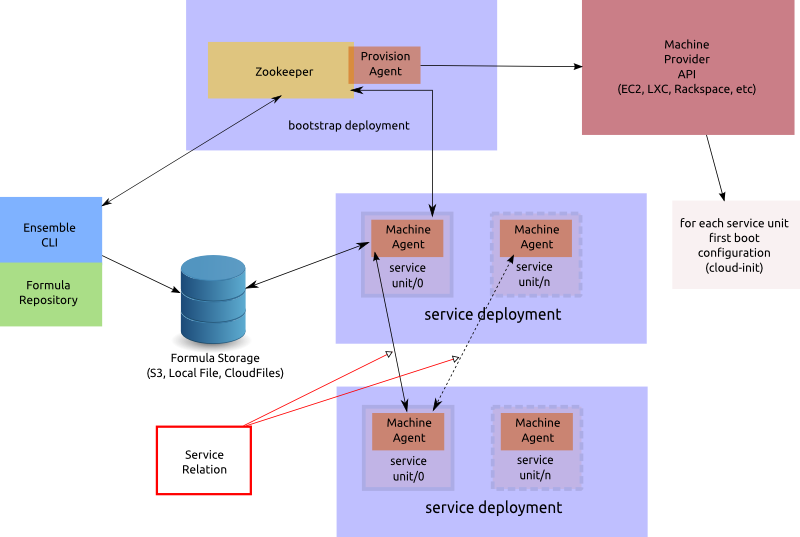 Zookeeper
Provision
Agent
bootstrap deployment
Machine
Provider
API
(EC2, LXC, Rackspace, etc)
Ensemble
CLI
Formula
Repository
Formula Storage
(S3, Local File, CloudFiles)
Machine
Agent
service
unit/0
Machine
Agent
service
unit/n
service deployment
for each service unit
first boot
configuration
(cloud-init)
Service
Relation
Machine
Agent
service
unit/0
Machine
Agent
service
unit/n
service deployment